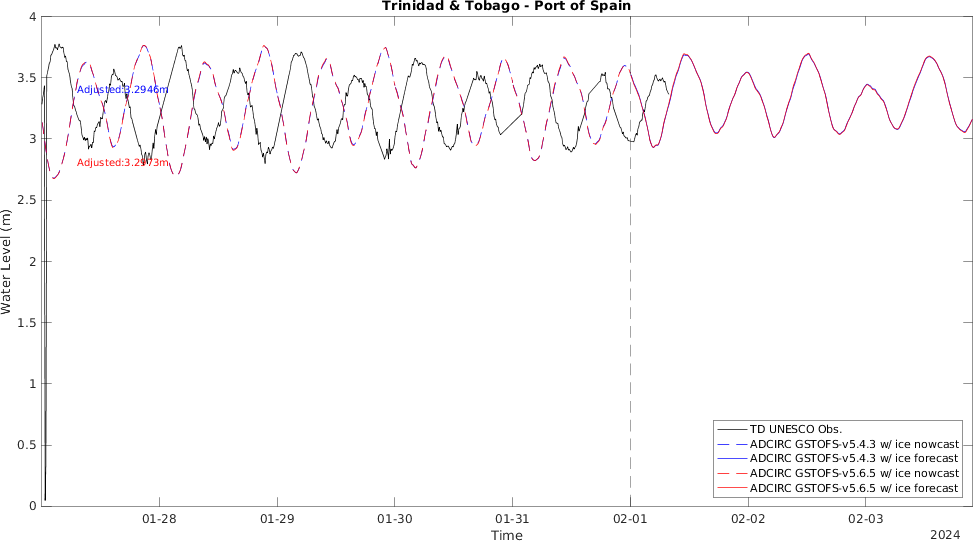 Trinidad & Tobago - Port of Spain
Water Level (m)
4
3.5
3
2.5
2
1.5
1
0.5
0
Adjusted:3.2946m
Adjusted:3.2973m
TD UNESCO Obs.
ADCIRC GSTOFS-v5.4.3 w/ ice nowcast
ADCIRC GSTOFS-v5.4.3 w/ ice forecast
ADCIRC GSTOFS-v5.6.5 w/ ice nowcast
ADCIRC GSTOFS-v5.6.5 w/ ice forecast
01-28
01-29
01-30
01-31
02-01
02-02
02-03
Time
2024